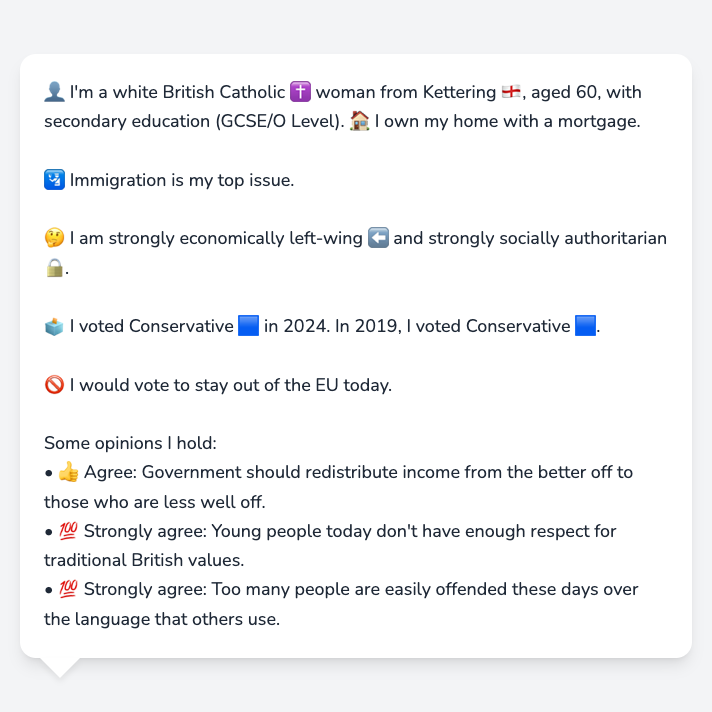 👤 I'm a white British Catholic ✝️ woman from Kettering 🏴󠁧󠁢󠁥󠁮󠁧󠁿, aged 60, with
secondary education (GCSE/O Level). 🏠 I own my home with a mortgage.
🛂 Immigration is my top issue.
🤔 I am strongly economically left-wing ⬅️ and strongly socially authoritarian
🔒.
🗳️ I voted Conservative 🟦 in 2024. In 2019, I voted Conservative 🟦.
🚫 I would vote to stay out of the EU today.
Some opinions I hold:
• 👍 Agree: Government should redistribute income from the better off to
those who are less well off.
• 💯 Strongly agree: Young people today don't have enough respect for
traditional British values.
• 💯 Strongly agree: Too many people are easily offended these days over
the language that others use.